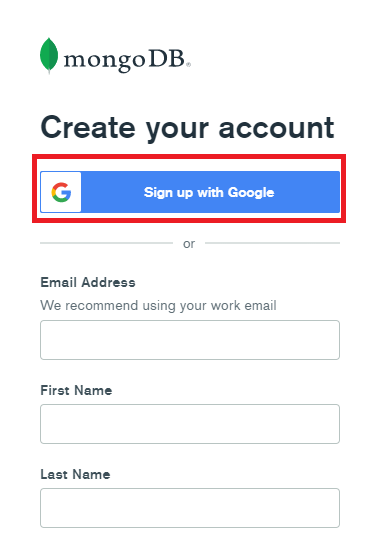 mongoDB®
Create your account
Sign up with Google
or
Email Address
We recommend using your work email
First Name
Last Name